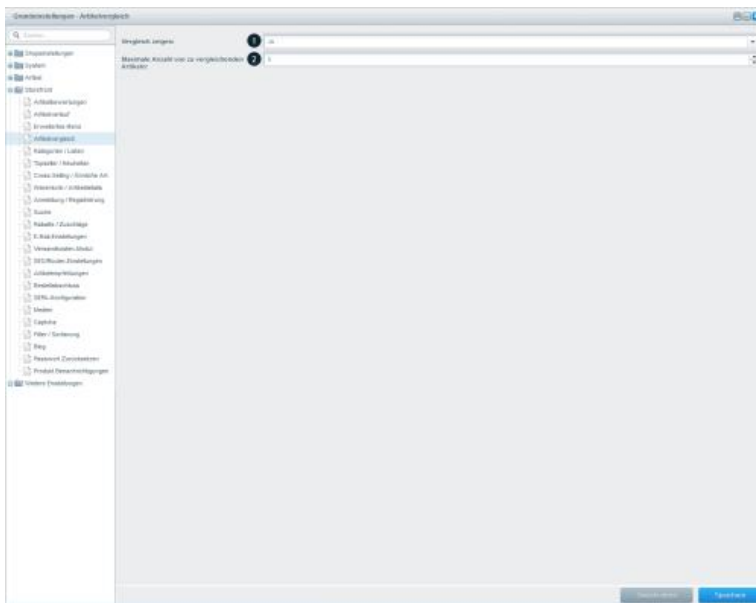 Grundeinstellungen - Artikelvergleich
Suchen...
Shopeinstellungen
System
Artikel
Storefront
Artikelbewertungen
Artikelverlauf
Erweitertes Menü
Artikelvergleich
Kategorien / Listen
Topseller / Neuheiten
Cross-Selling / Ähnliche Art
Warenkorb / Artikeldetails
Anmeldung / Registrierung
Suche
Rabatte / Zuschläge
E-Mail-Einstellungen
Versandkosten-Modul
SEO/Router-Einstellungen
Artikelempfehlungen
Bestellabschluss
SEPA-Konfiguration
Medien
Captcha
Filter / Sortierung
Blog
Passwort Zurücksetzen
Produkt Benachrichtigungen
Weitere Einstellungen
Vergleich zeigen: 1
Maximale Anzahl von zu vergleichenden 2 5
Artikeln:
Speichern